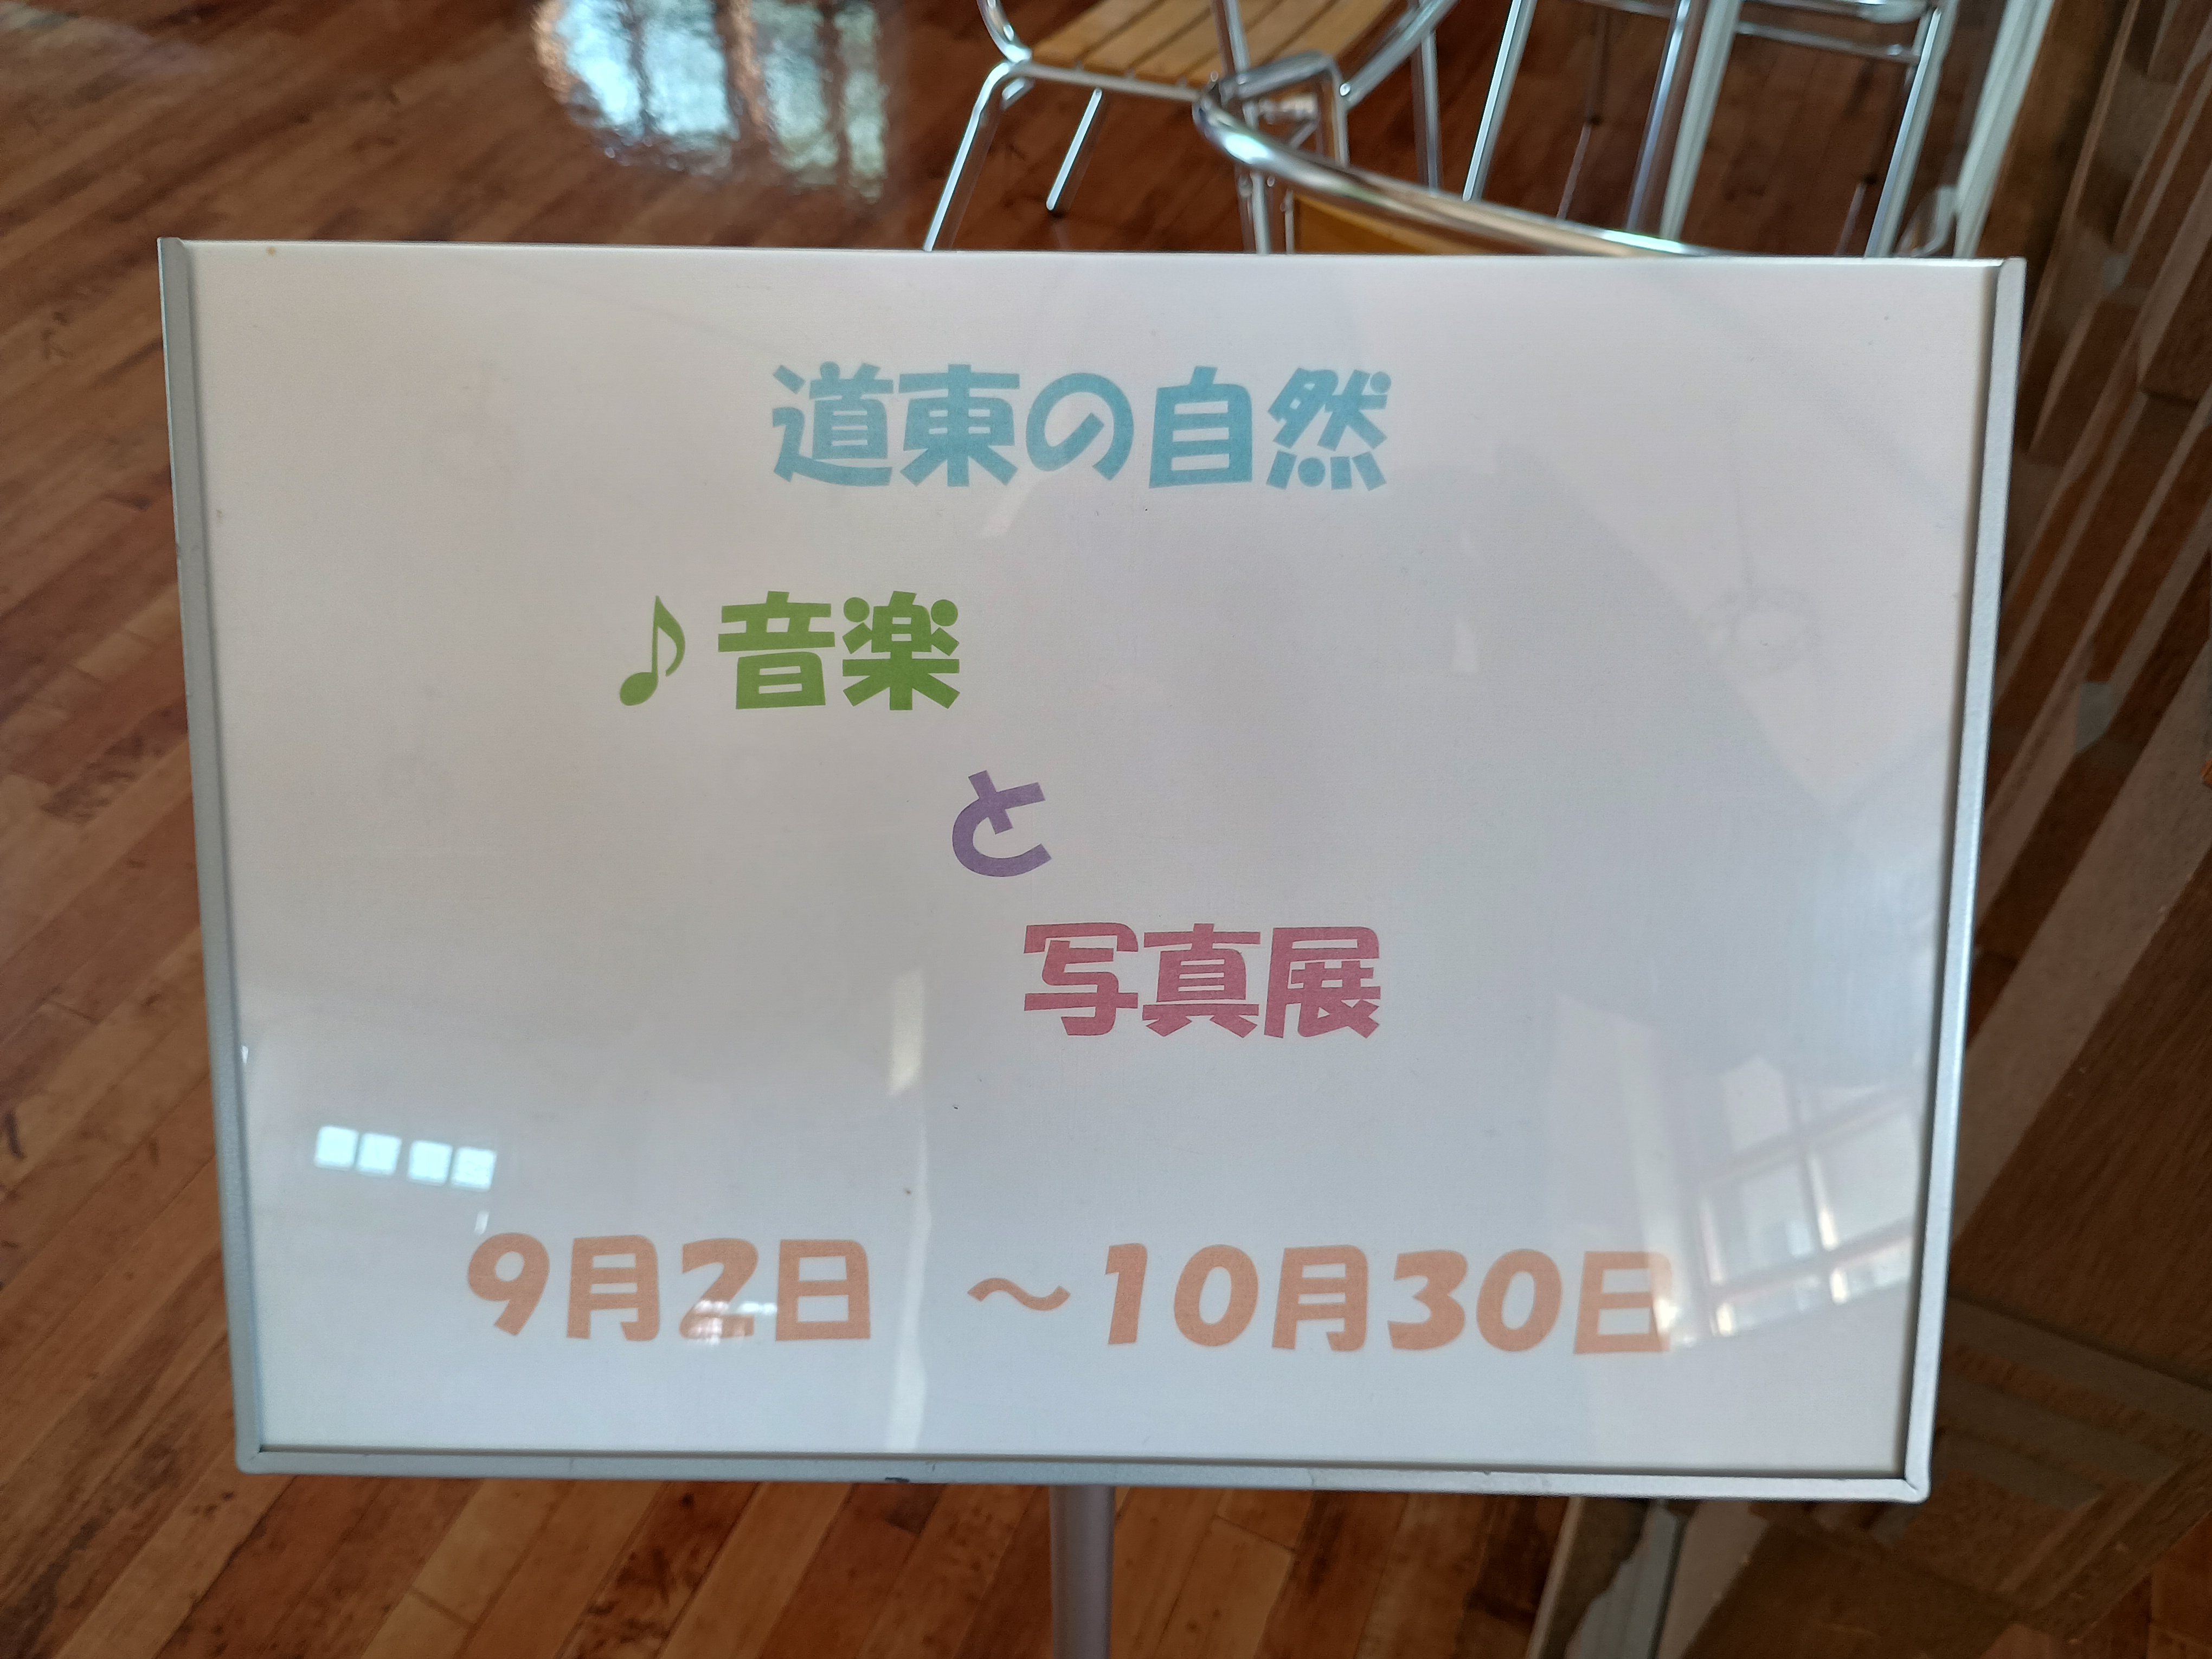 道東の自然
♪音楽
と
写真展
9月2日 ～10月30日